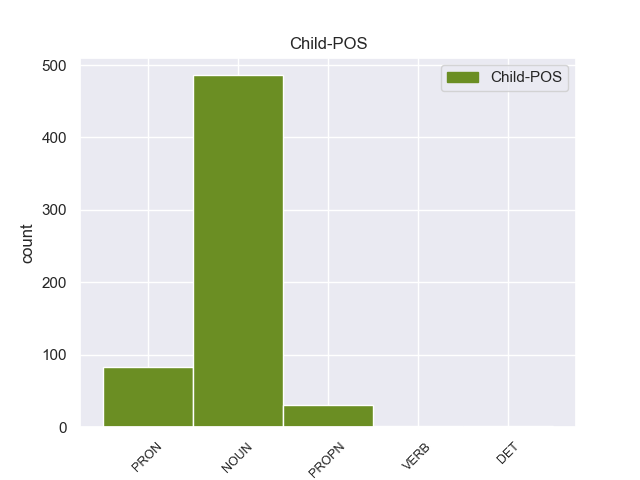 Child-POS
Child-POS
500
400
300
200
100
0
count
PRON
NOUN
PROPN
VERB
DET